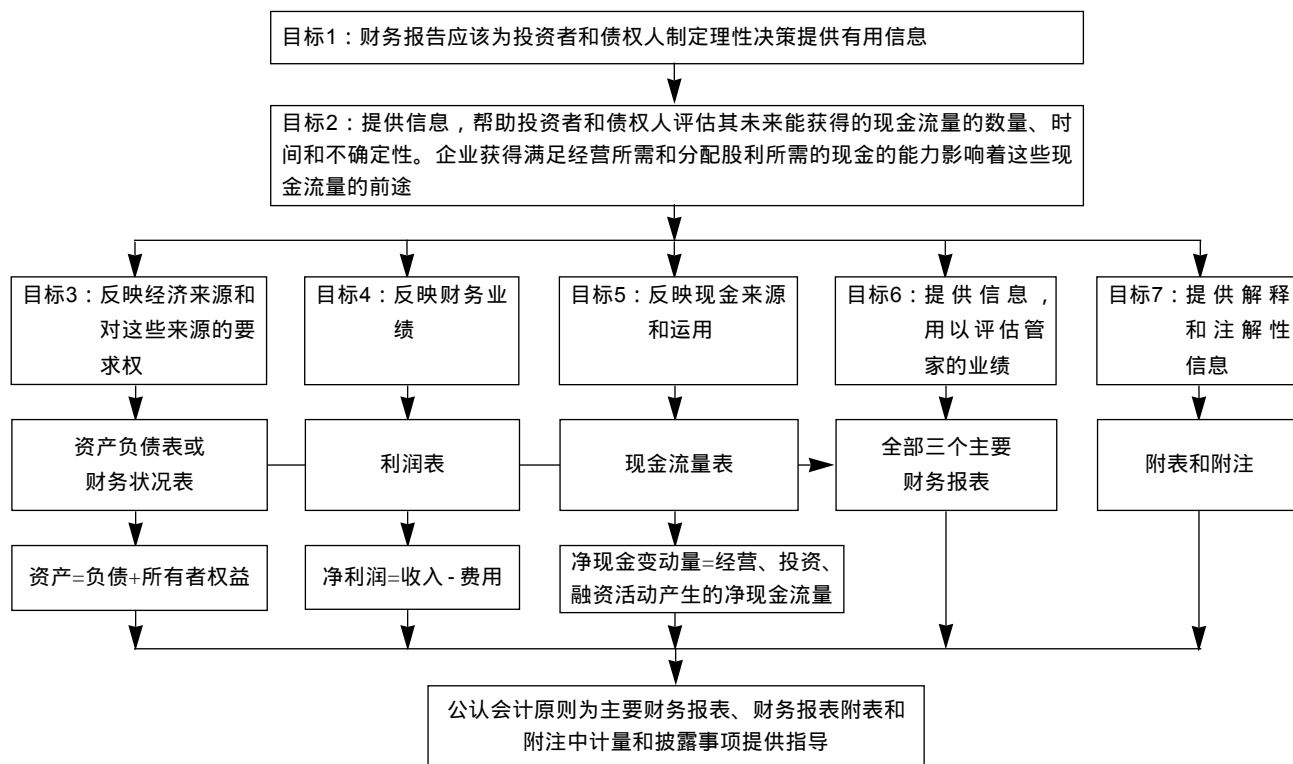 目标1：财务报告应该为投资者和债权人制定理性决策提供有用信息
目标2：提供信息，帮助投资者和债权人评估其未来能获得的现金流量的数量、时
间和不确定性。企业获得满足经营所需和分配股利所需的现金的能力影响着这些现
金流量的前途
目标3：反映经济来源和
对这些来源的要
求权
目标4：反映财务业
绩
目标5：反映现金来源
和运用
目标6：提供信息，
用以评估管
家的业绩
目标7：提供解释
和注解性
信息
资产负债表或
财务状况表
利润表
现金流量表
全部三个主要
财务报表
附表和附注
资产=负债+所有者权益
净利润=收入-费用
净现金变动量=经营、投资、
融资活动产生的净现金流量
公认会计原则为主要财务报表、财务报表附表和
附注中计量和披露事项提供指导